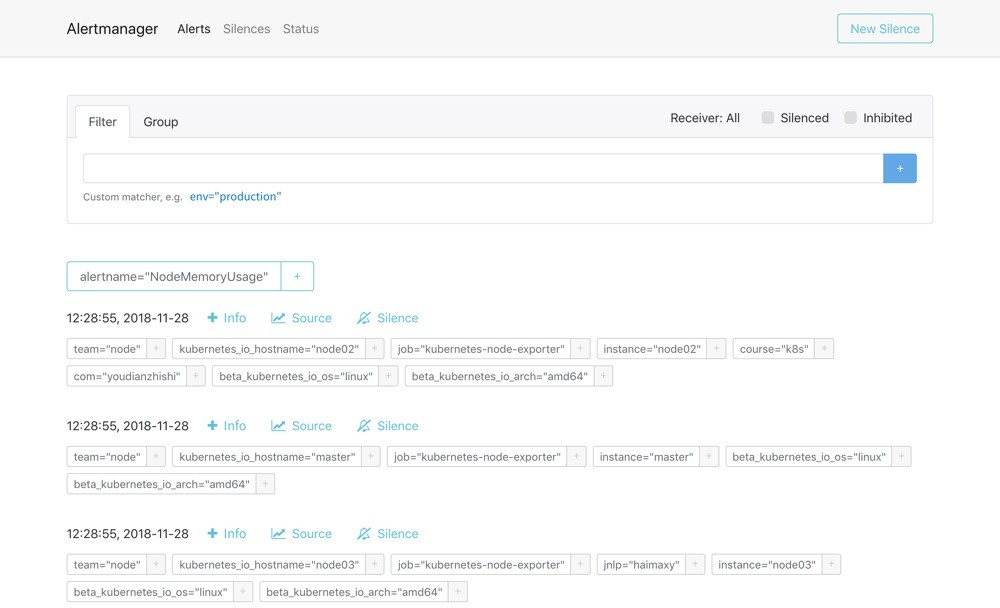 Alertmanager Alerts Silences Status New Silence
Filter Group Receiver: All Silenced Inhibited
+
Custom matcher, e.g. env="production"
alertname="NodeMemoryUsage" +
12:28:55, 2018-11-28 + Info Source Silence
team="node" + kubernetes_io_hostname="node02" + job="kubernetes-node-exporter" + instance="node02" + course="k8s" +
com="youdianzhishi" + beta_kubernetes_io_os="linux" + beta_kubernetes_io_arch="amd64" +
12:28:55, 2018-11-28 + Info Source Silence
team="node" + kubernetes_io_hostname="master" + job="kubernetes-node-exporter" + instance="master" + beta_kubernetes_io_os="linux" +
beta_kubernetes_io_arch="amd64" +
12:28:55, 2018-11-28 + Info Source Silence
team="node" + kubernetes_io_hostname="node03" + job="kubernetes-node-exporter" + jnlp="haimaxy" + instance="node03" +
beta_kubernetes_io_os="linux" + beta_kubernetes_io_arch="amd64" +